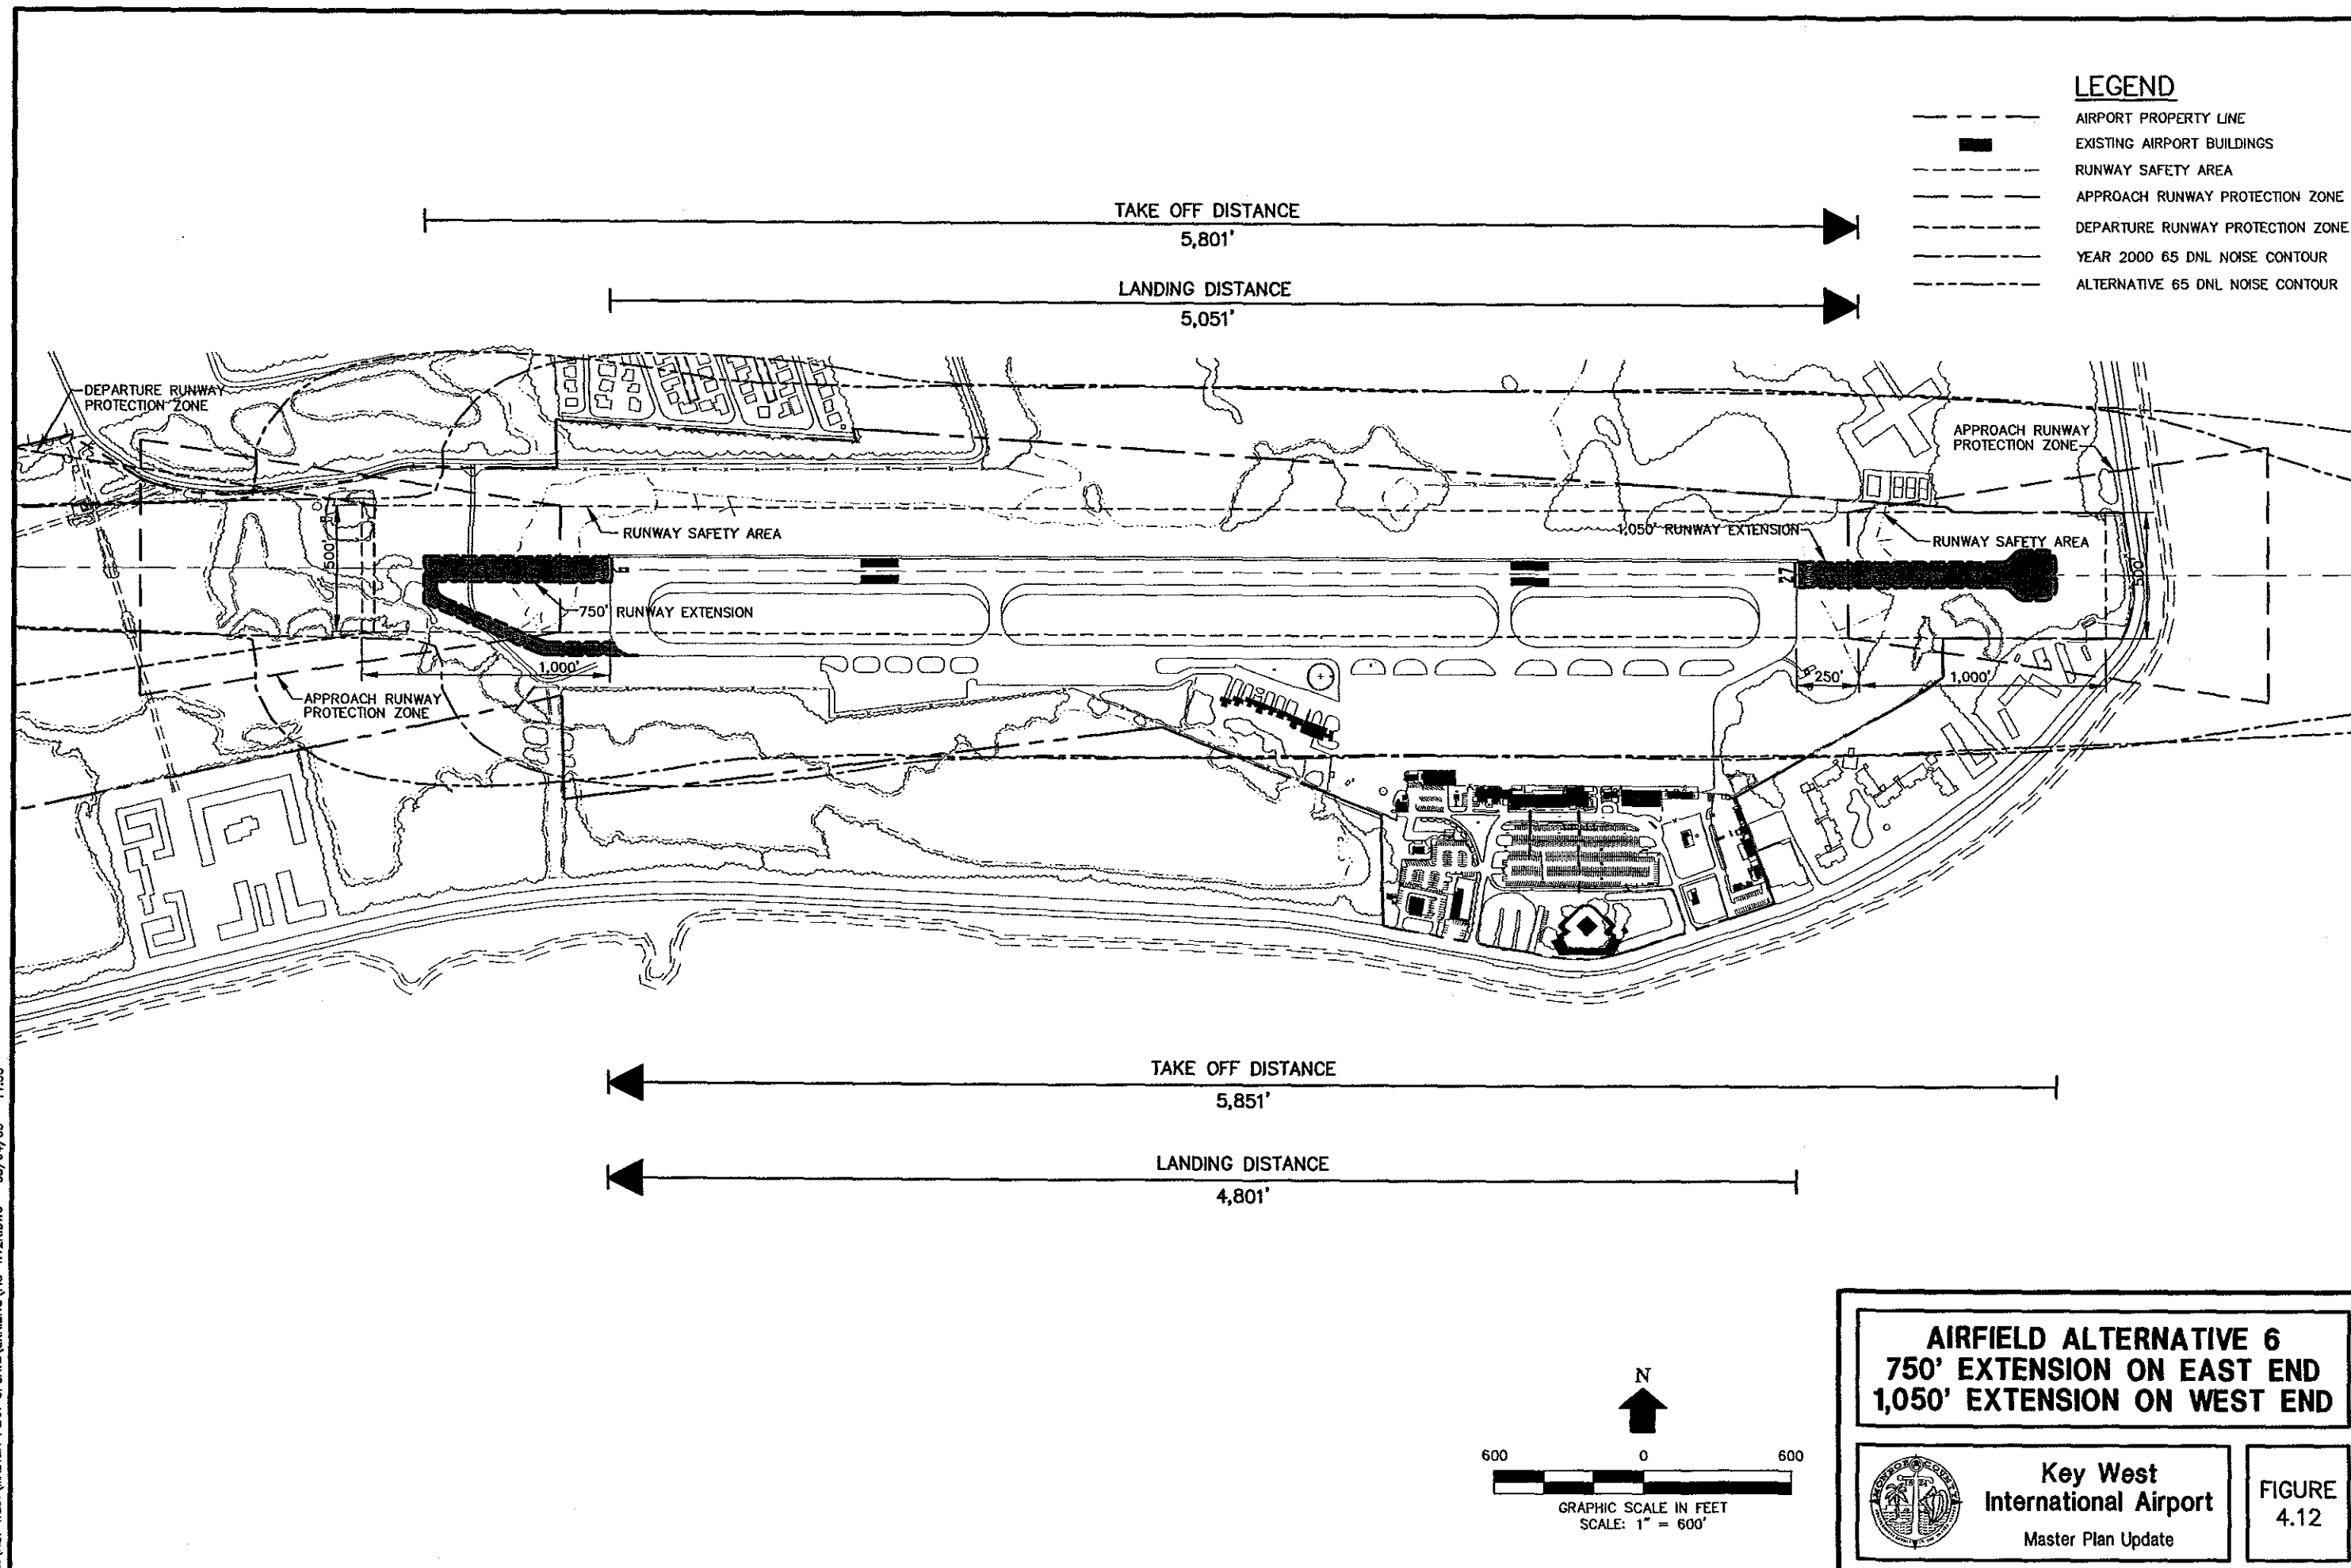 LEGEND
AIRPORT PROPERTY LINE
EXISTING AIRPORT BUILDINGS
RUNWAY SAFETY AREA
APPROACH RUNWAY PROTECTION ZONE
DEPARTURE RUNWAY PROTECTION ZONE
YEAR 2000 65 DNL NOISE CONTOUR
ALTERNATIVE 65 DNL NOISE CONTOUR
TAKE OFF DISTANCE
5,801'
LANDING DISTANCE
5,051'
DEPARTURE RUNWAY
PROTECTION ZONE
APPROACH RUNWAY
PROTECTION ZONE
500'
RUNWAY SAFETY AREA
1,050' RUNWAY EXTENSION
RUNWAY SAFETY AREA
27
500'
750' RUNWAY EXTENSION
1,000'
250'
1,000'
APPROACH RUNWAY
PROTECTION ZONE
TAKE OFF DISTANCE
5,851'
LANDING DISTANCE
4,801'
N
600 0 600
GRAPHIC SCALE IN FEET
SCALE: 1" = 600'
AIRFIELD ALTERNATIVE 6
750' EXTENSION ON EAST END
1,050' EXTENSION ON WEST END
MONROE COUNTY
Key West
International Airport
Master Plan Update
FIGURE
4.12